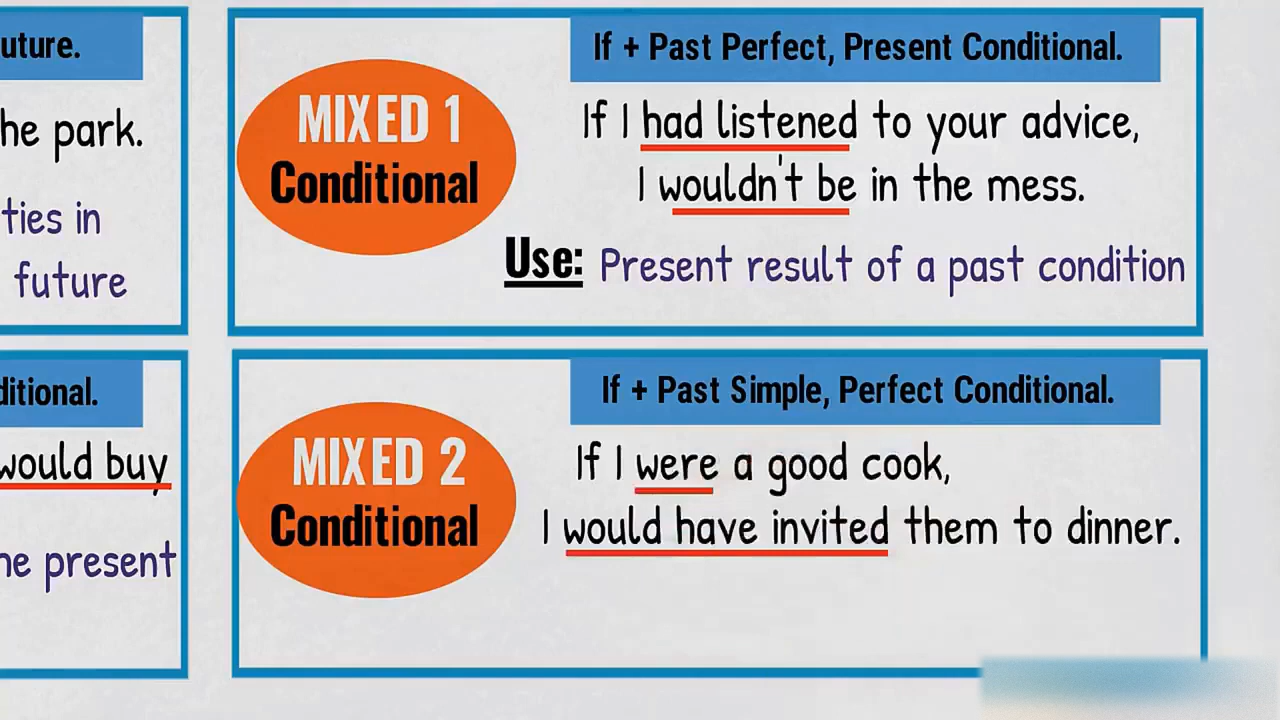 uture.
he park.
ties in
future
ditional.
would buy
he present
If + Past Perfect, Present Conditional.
MIXED 1
Conditional
If I had listened to your advice,
I wouldn't be in the mess.
Use: Present result of a past condition
If + Past Simple, Perfect Conditional.
MIXED 2
Conditional
If I were a good cook,
I would have invited them to dinner.